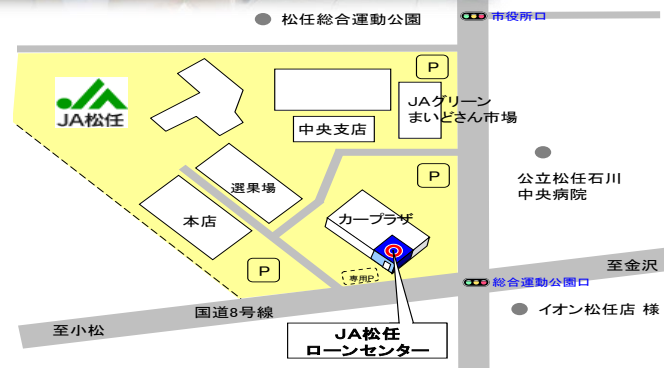 松任総合運動公園
市役所口
P
JA松任
JAグリーン
まいどさん市場
中央支店
P
公立松任石川
中央病院
選果場
本店
カープラザ
P
専用P
至金沢
総合運動公園口
国道8号線
イオン松任店 様
至小松
JA松任
ローンセンター